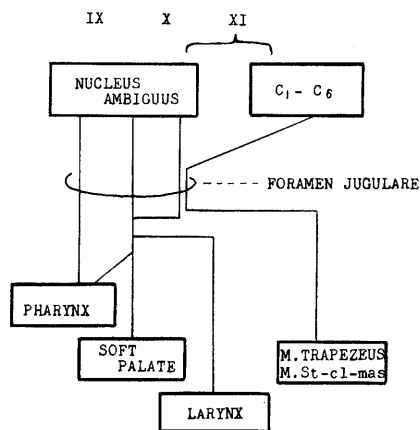 IX X XI
NUCLEUS
AMBIGUUS
C₁ - C₆
FORAMEN JUGULARE
PHARYNX
SOFT
PALATE
M.TRAPEZEUS
M.St-cl-mas
LARYNX